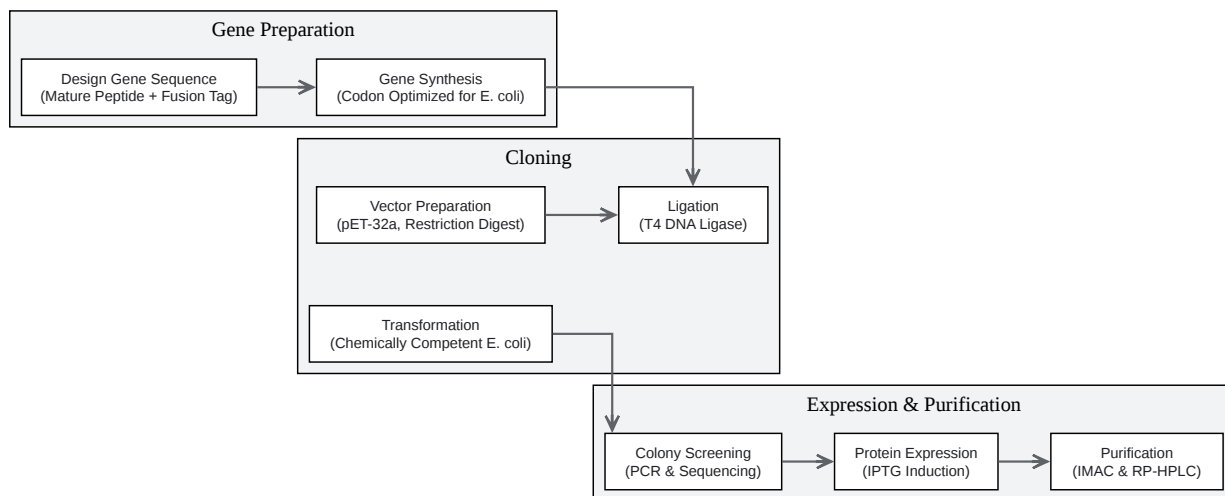 Gene Preparation
Design Gene Sequence
(Mature Peptide + Fusion Tag)
Gene Synthesis
(Codon Optimized for E. coli)
Cloning
Vector Preparation
(pET-32a, Restriction Digest)
Ligation
(T4 DNA Ligase)
Transformation
(Chemically Competent E. coli)
Expression & Purification
Colony Screening
(PCR & Sequencing)
Protein Expression
(IPTG Induction)
Purification
(IMAC & RP-HPLC)